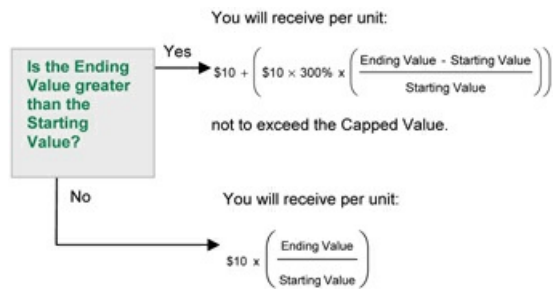 You will receive per unit:
Yes
Is the Ending
Value greater
than the
Starting
Value?
$10 + ( $10 × 300% x ( Ending Value - Starting Value
Starting Value ))
not to exceed the Capped Value.
No
You will receive per unit:
$10 x ( Ending Value
Starting Value )